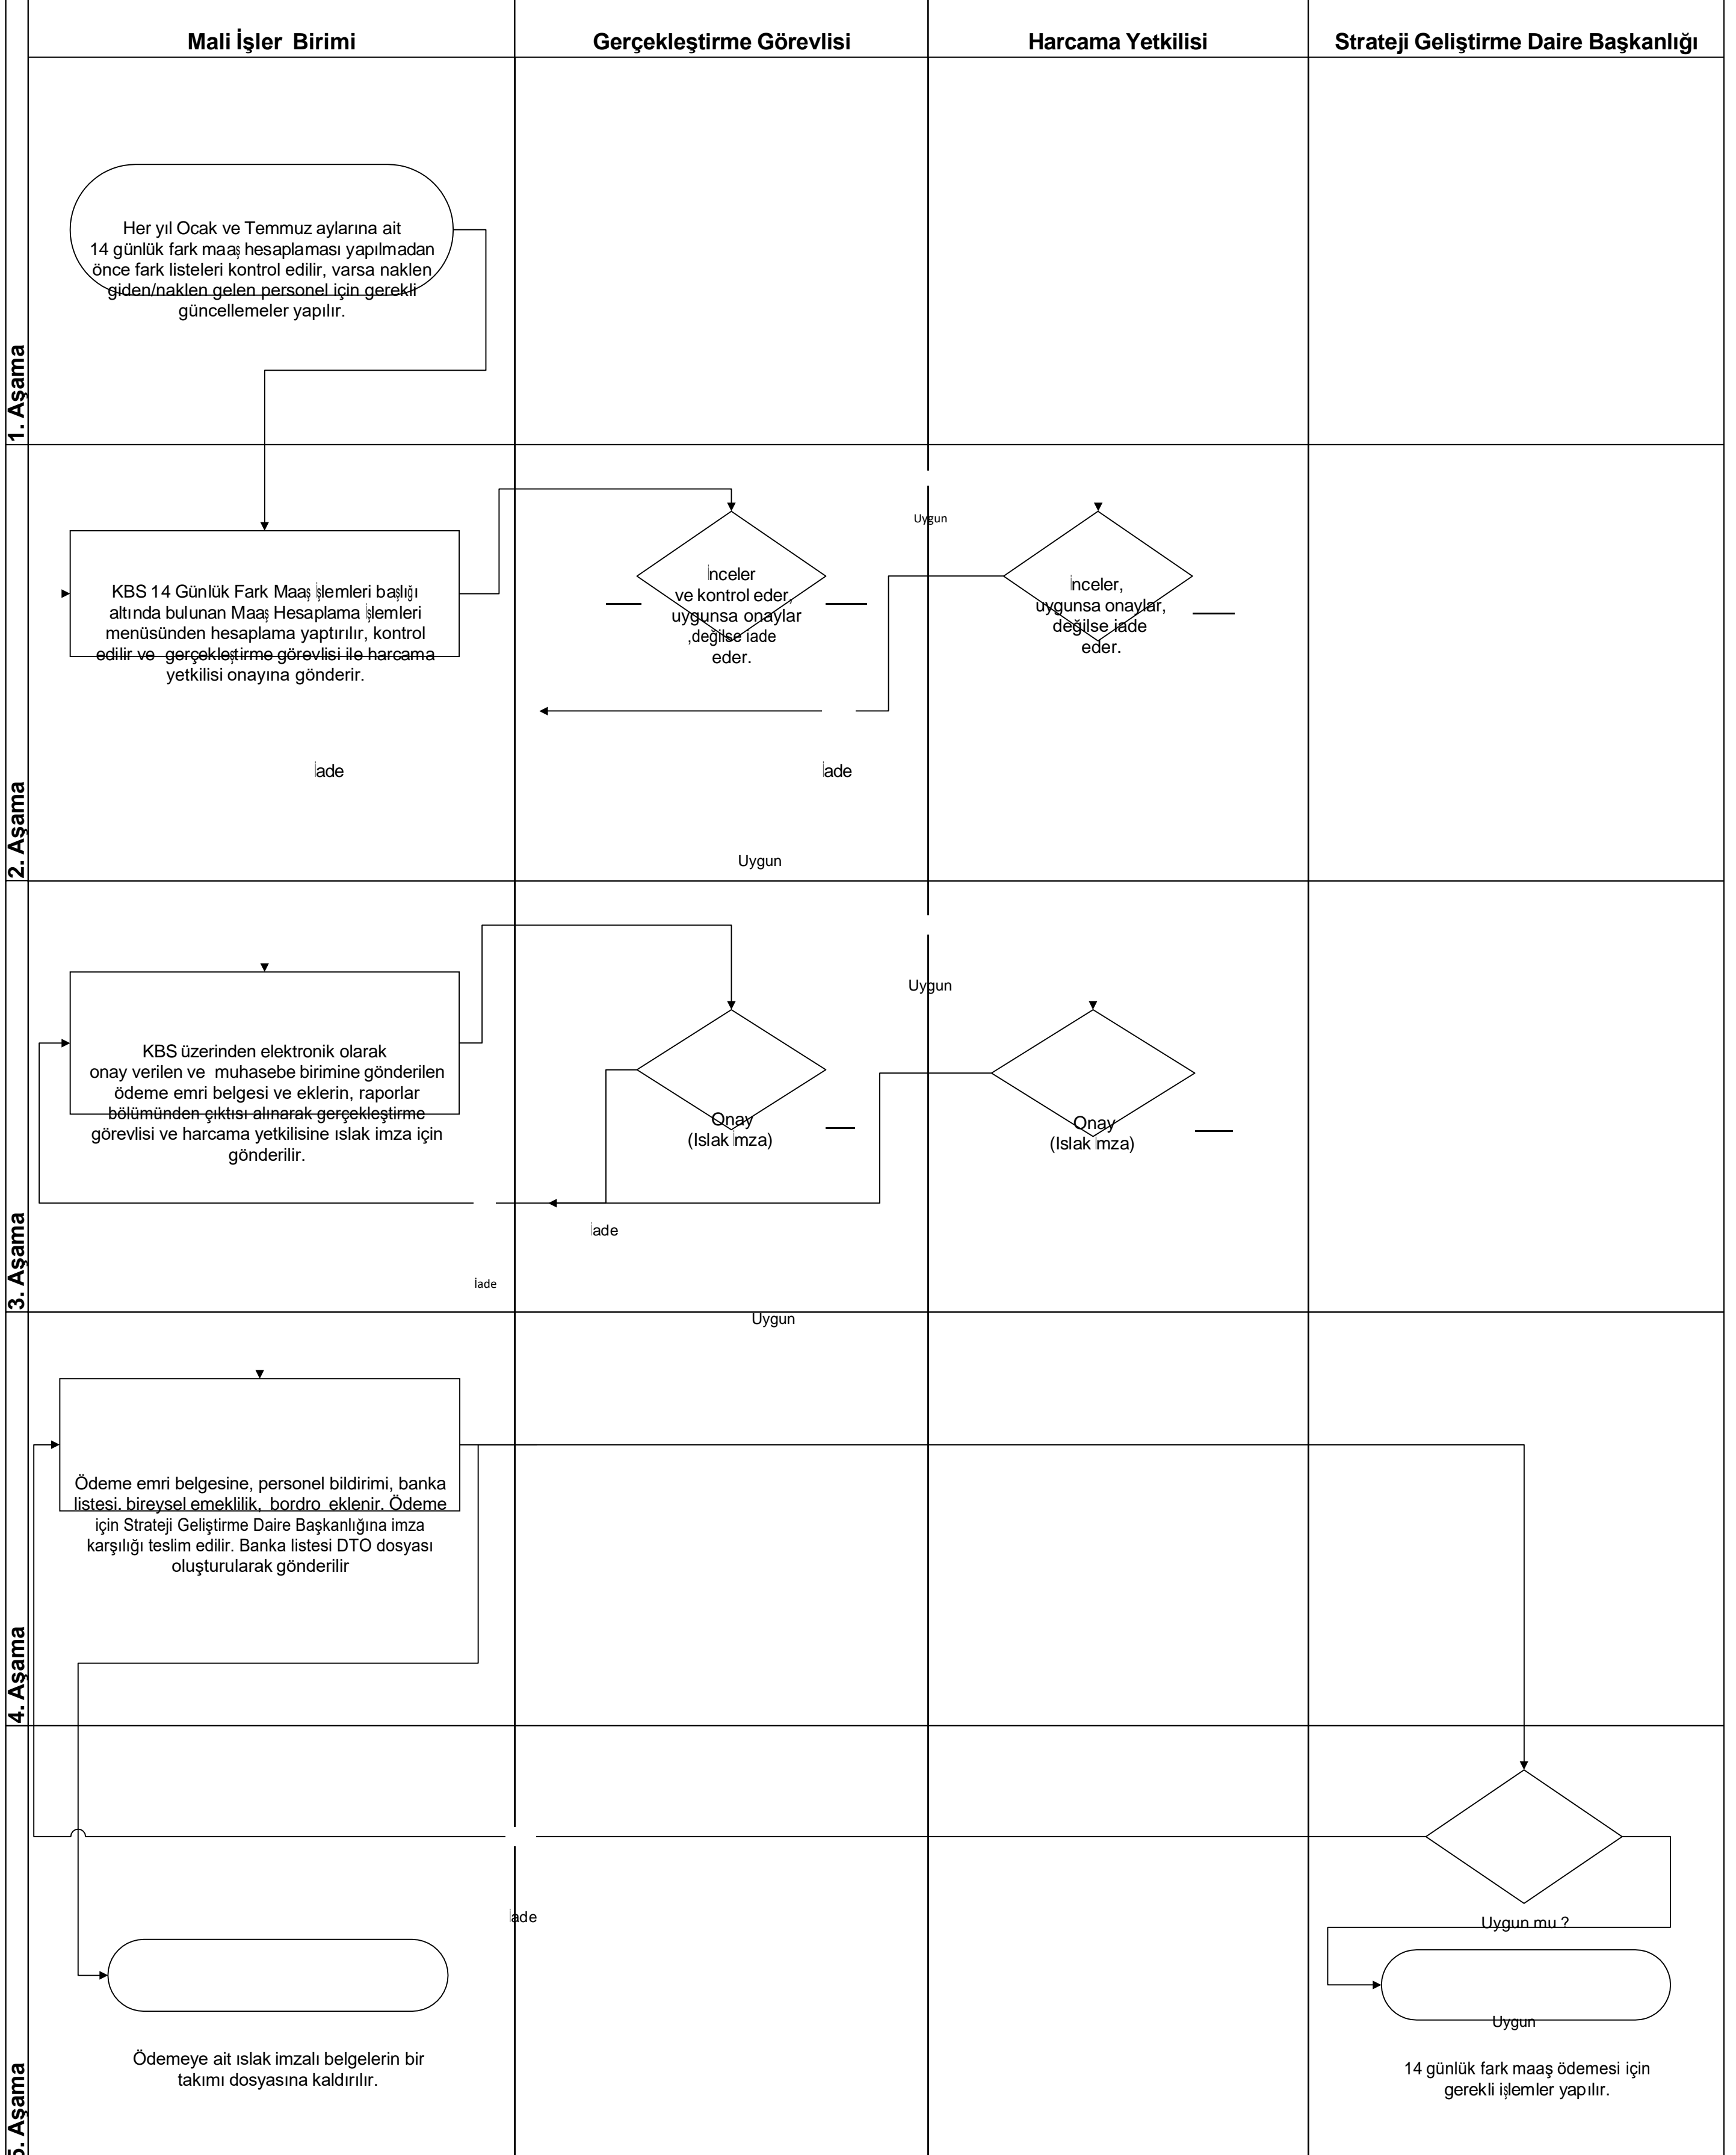 Mali İşler  Birimi
Gerçekleştirme Görevlisi
Harcama Yetkilisi
Strateji Geliştirme Daire Başkanlığı
1. Aşama
Her yıl Ocak ve Temmuz aylarına ait
14 günlük fark maaş hesaplaması yapılmadan
önce fark listeleri kontrol edilir, varsa naklen
giden/naklen gelen personel için gerekli
güncellemeler yapılır.
2. Aşama
KBS 14 Günlük Fark Maaş İşlemleri başlığı
altında bulunan Maaş Hesaplama İşlemleri
menüsünden hesaplama yaptırılır, kontrol
edilir ve  gerçekleştirme görevlisi ile harcama
yetkilisi onayına gönderir.
İnceler
ve kontrol eder,
uygunsa onaylar
,değilse iade
eder.
Uygun
İnceler,
uygunsa onaylar,
değilse iade
eder.
İade
İade
Uygun
3. Aşama
KBS üzerinden elektronik olarak
onay verilen ve  muhasebe birimine gönderilen
ödeme emri belgesi ve eklerin, raporlar
bölümünden çıktısı alınarak gerçekleştirme
görevlisi ve harcama yetkilisine ıslak imza için
gönderilir.
Uygun
Onay
(Islak İmza)
Onay
(Islak İmza)
İade
İade
Uygun
4. Aşama
Ödeme emri belgesine, personel bildirimi, banka
listesi, bireysel emeklilik,  bordro  eklenir. Ödeme
için Strateji Geliştirme Daire Başkanlığına imza
karşılığı teslim edilir. Banka listesi DTO dosyası
oluşturularak gönderilir
5. Aşama
İade
Uygun mu ?
Uygun
Ödemeye ait ıslak imzalı belgelerin bir
takımı dosyasına kaldırılır.
14 günlük fark maaş ödemesi için
gerekli işlemler yapılır.